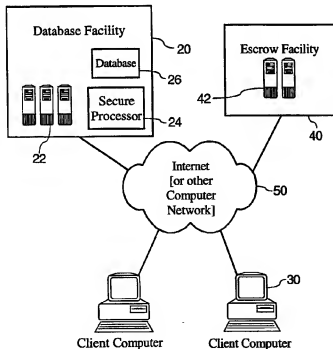 Database Facility
20
Database
26
Secure
Processor
24
22
Escrow Facility
42
40
Internet
[or other
Computer
Network]
50
30
Client Computer
Client Computer